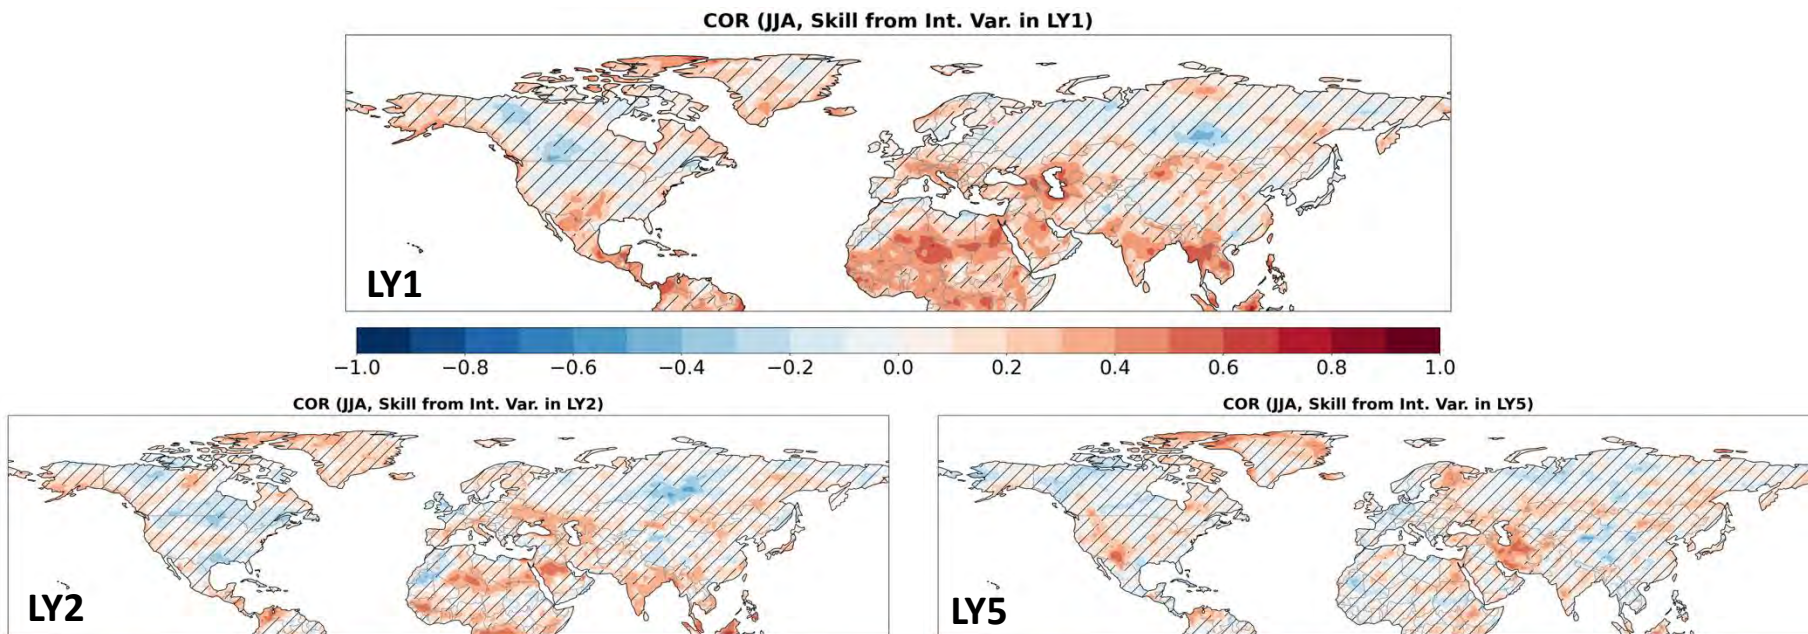 COR (JJA, Skill from Int. Var. in LY1)
LY1
−1.0 −0.8 −0.6 −0.4 −0.2 0.0 0.2 0.4 0.6 0.8 1.0
COR (JJA, Skill from Int. Var. in LY2)
LY2
COR (JJA, Skill from Int. Var. in LY5)
LY5